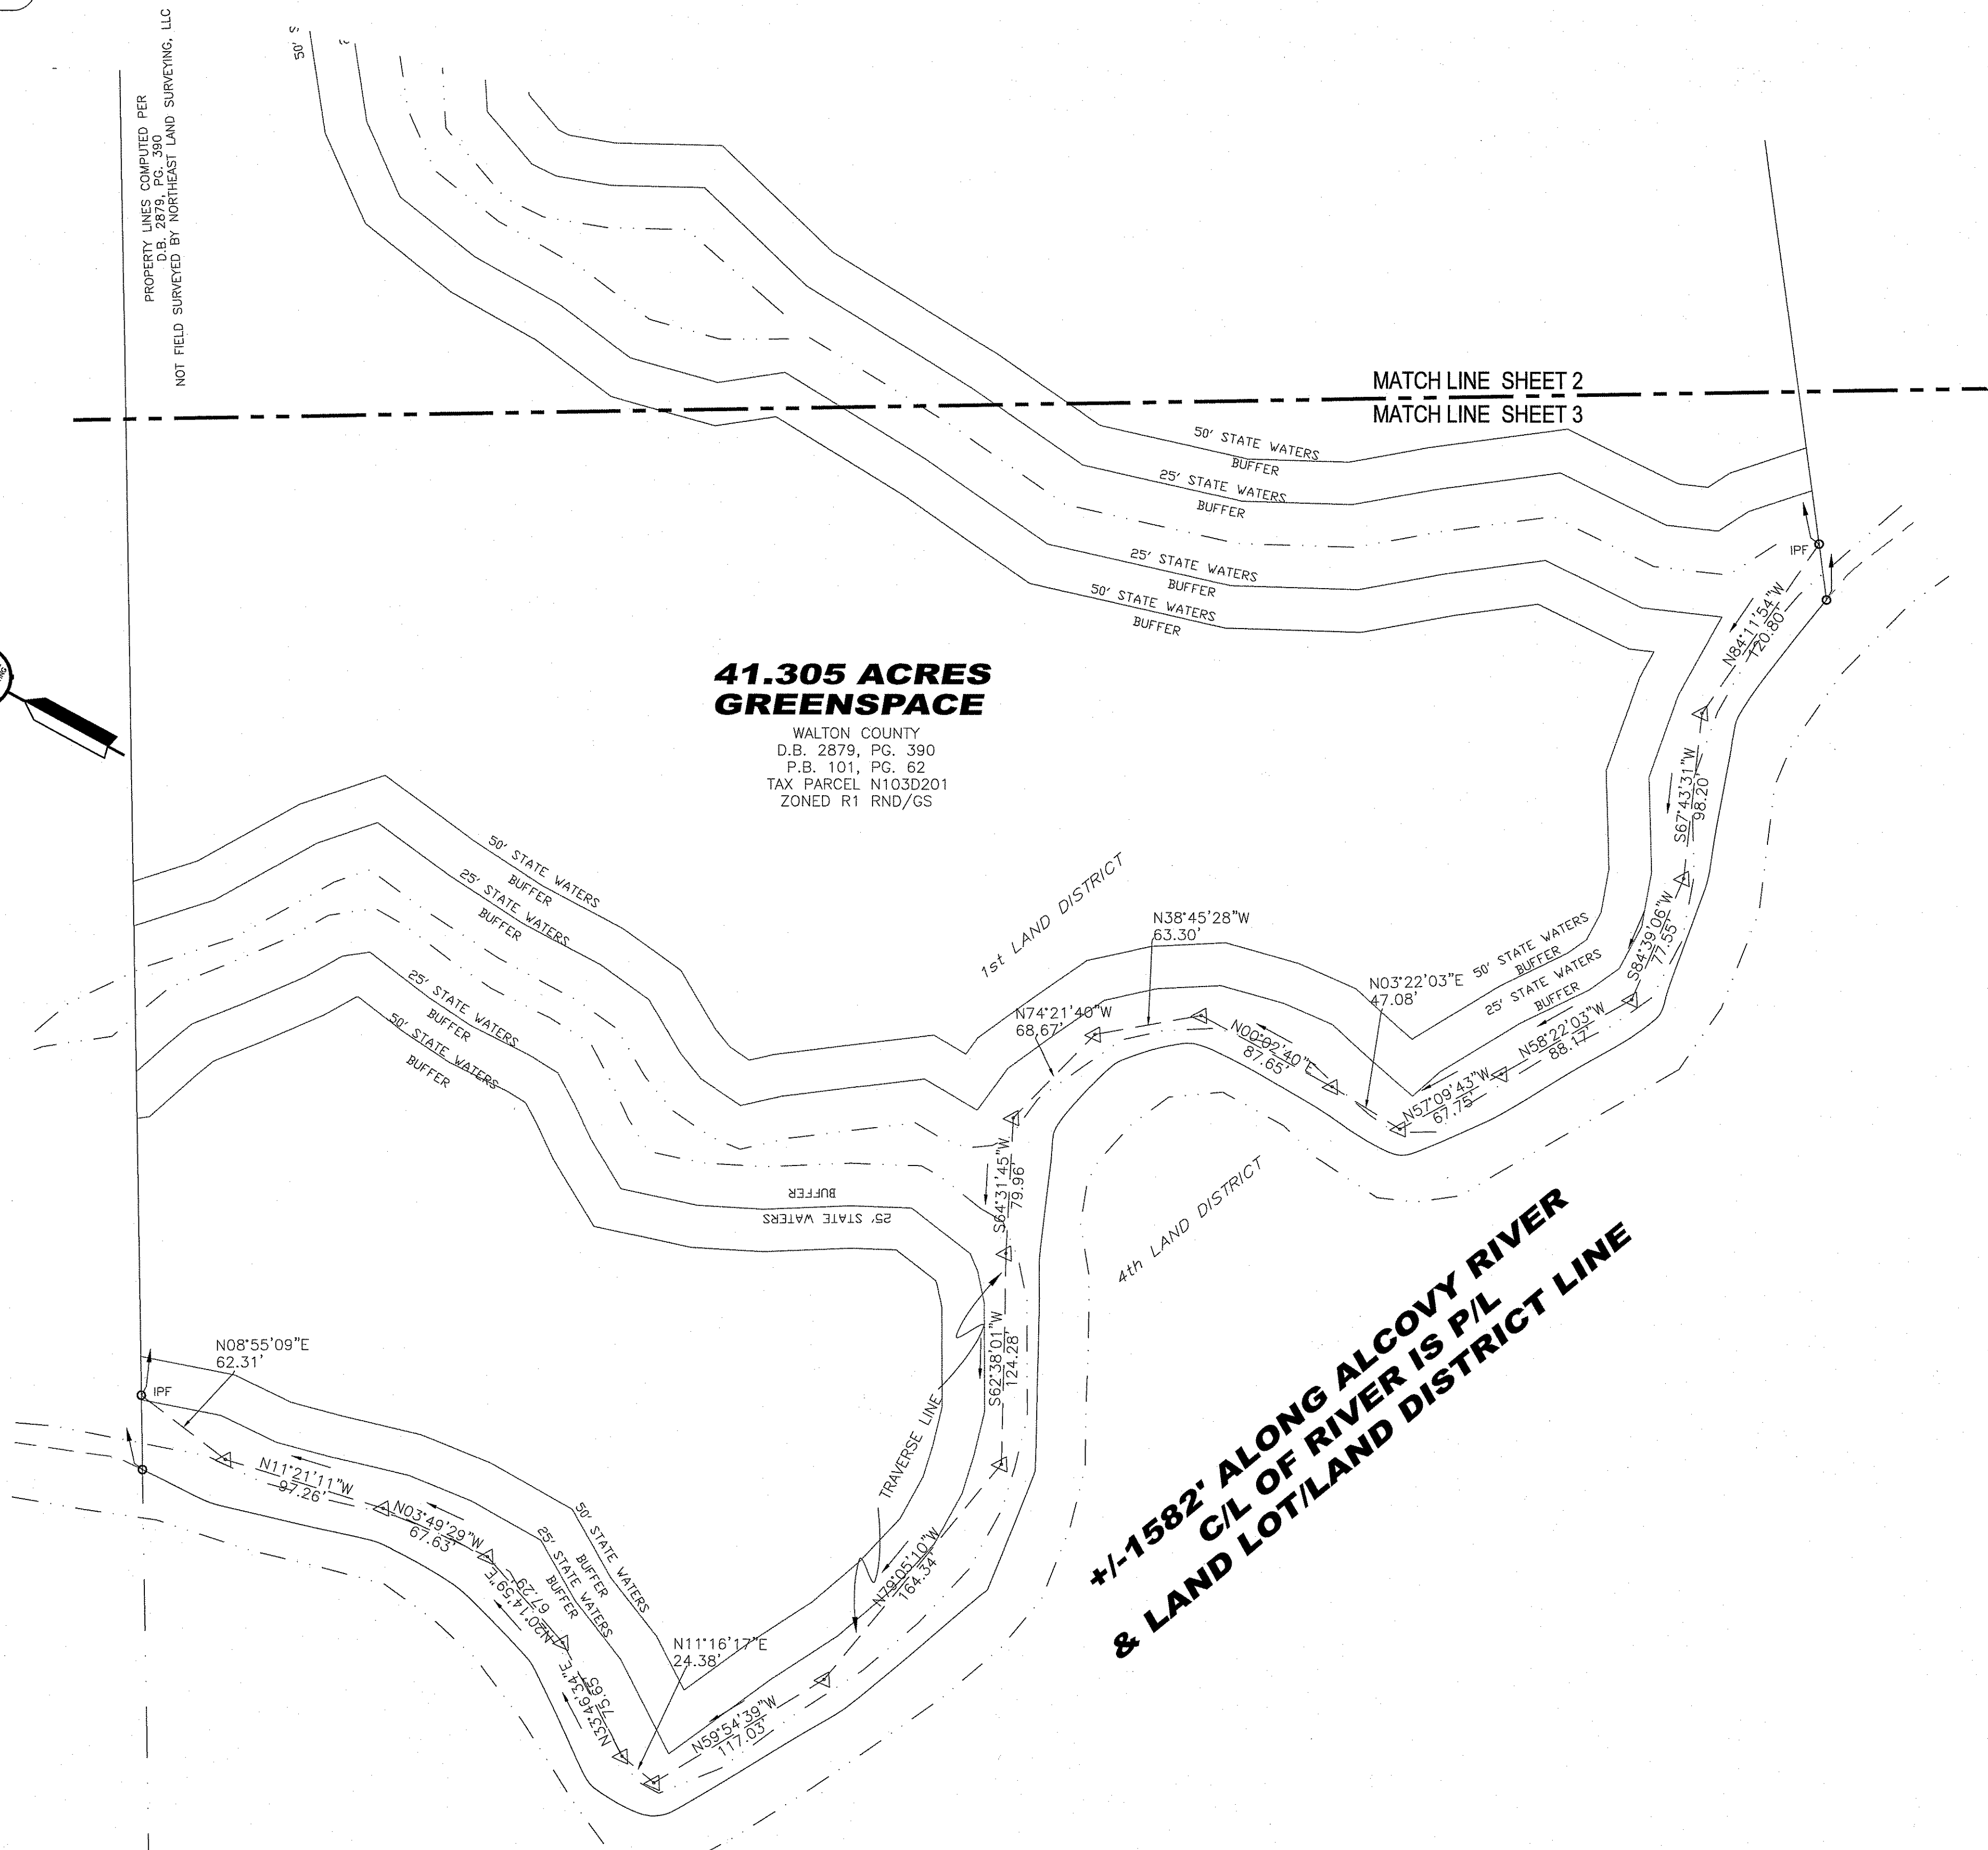 PROPERTY LINES COMPUTED PER
D.B. 2879, PG. 390
NOT FIELD SURVEYED BY NORTHEAST LAND SURVEYING, LLC
50' S
MATCH LINE SHEET 2
MATCH LINE SHEET 3
50' STATE WATERS
BUFFER
25' STATE WATERS
BUFFER
25' STATE WATERS
BUFFER
50' STATE WATERS
BUFFER
IPF
N84°11'54"W
120.80'
41.305 ACRES
GREENSPACE
WALTON COUNTY
D.B. 2879, PG. 390
P.B. 101, PG. 62
TAX PARCEL N103D201
ZONED R1 RND/GS
S67°43'31"W
98.20'
50' STATE WATERS
BUFFER
25' STATE WATERS
BUFFER
1st LAND DISTRICT
N38°45'28"W
63.30'
S84°39'06"W
77.55'
50' STATE WATERS
BUFFER
25' STATE WATERS
BUFFER
N03°22'03"E
47.08'
25' STATE WATERS
BUFFER
50' STATE WATERS
BUFFER
N74°21'40"W
68.67'
N00°02'40"E
87.65'
N58°22'03"W
88.17'
N57°09'43"W
67.75'
S64°31'45"W
79.96'
25' STATE WATERS
BUFFER
4th LAND DISTRICT
+/-1582' ALONG ALCOVY RIVER
C/L OF RIVER IS P/L
& LAND LOT/LAND DISTRICT LINE
N08°55'09"E
62.31'
IPF
S62°38'01"W
124.28'
TRAVERSE LINE
N11°21'11"W
97.26'
N03°49'29"W
67.63'
50' STATE WATERS
BUFFER
25' STATE WATERS
BUFFER
N20°14'59"E
67.29'
N79°05'10"W
164.34'
N33°46'34"E
75.65'
N11°16'17"E
24.38'
N59°54'39"W
117.03'